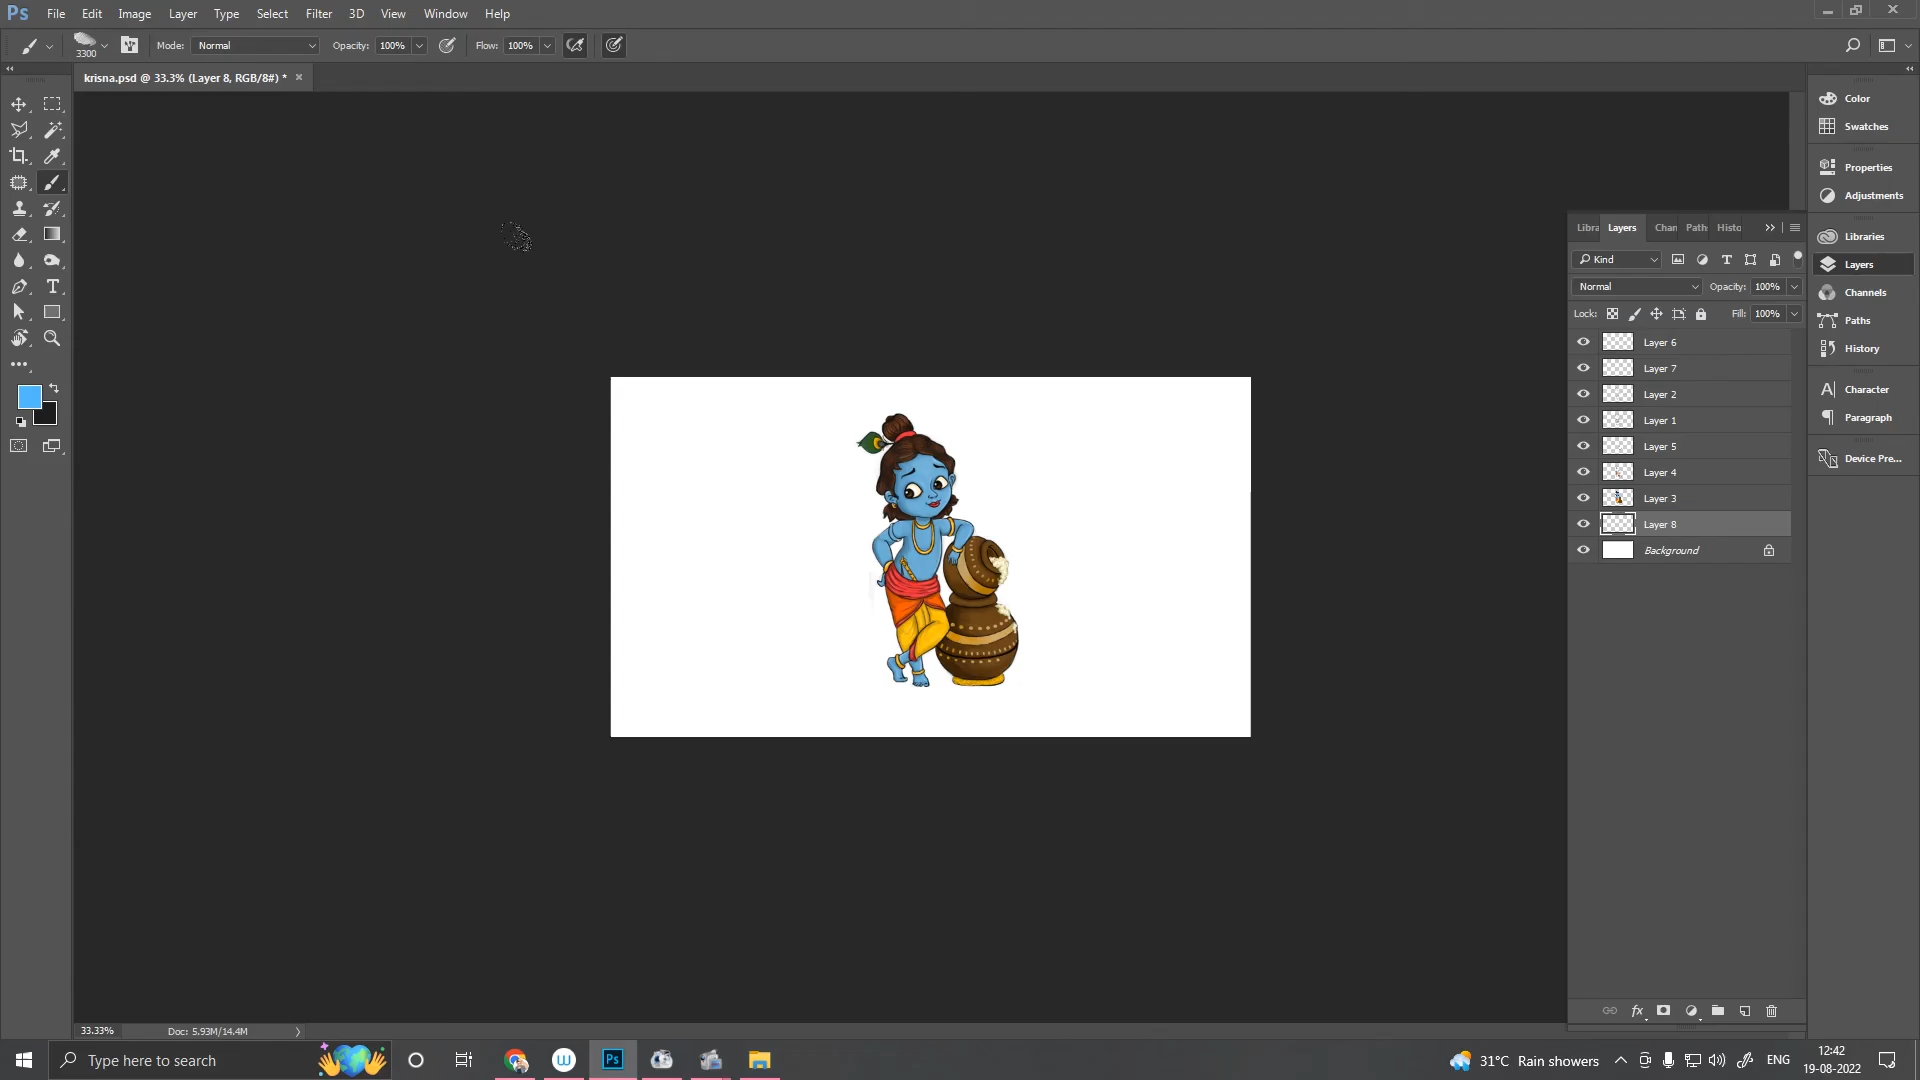 Ps File Edit Image Layer Type Select Filter 3D View Window Help
3300 Mode: Normal Opacity: 100% Flow: 100%
krisna.psd @ 33.3% (Layer 8, RGB/8#) * ×
Color
Swatches
Properties
Adjustments
Libraries
Layers
Channels
Paths
History
Character
Paragraph
Device Pre...
Libra Layers Chan Path Histo
Kind
Normal Opacity: 100%
Lock: Fill: 100%
Layer 6
Layer 7
Layer 2
Layer 1
Layer 5
Layer 4
Layer 3
Layer 8
Background
fx
33.33% Doc: 5.93M/14.4M
Type here to search
Ps
31°C Rain showers ENG 12:42
19-08-2022